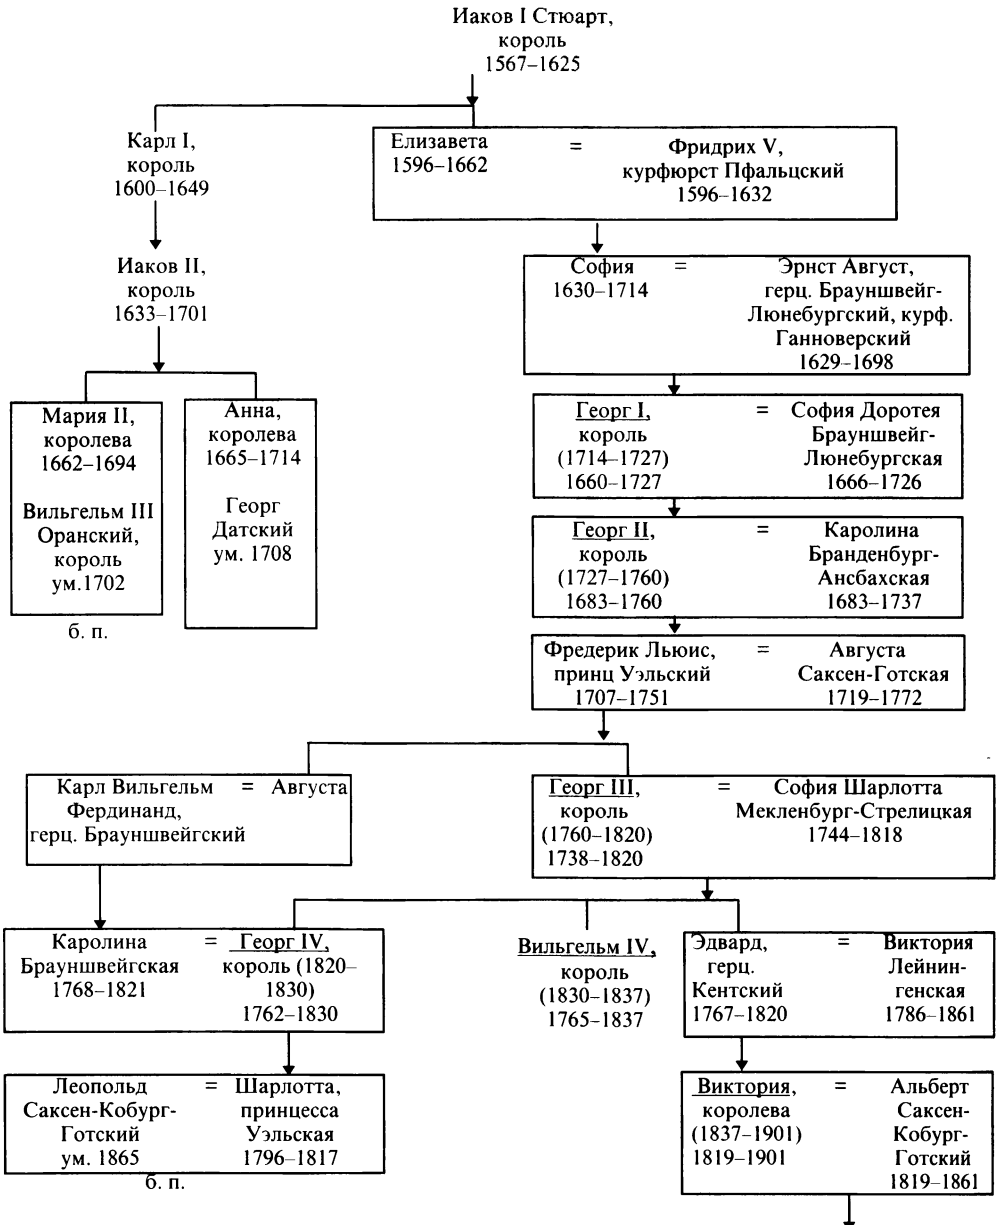 Иаков I Стюарт,
король
1567–1625
Карл I,
король
1600–1649
Елизавета = Фридрих V,
1596–1662 курфюрст Пфальцский
1596–1632
Иаков II,
король
1633–1701
София = Эрнст Август,
1630–1714 герц. Брауншвейг-
Люнебургский, курф.
Ганноверский
1629–1698
Мария II,
королева
1662–1694
Вильгельм III
Оранский,
король
ум.1702
б. п.
Анна,
королева
1665–1714
Георг
Датский
ум. 1708
Георг I, = София Доротея
король Брауншвейг-
(1714–1727) Люнебургская
1660–1727 1666–1726
Георг II, = Каролина
король Бранденбург-
(1727–1760) Ансбахская
1683–1760 1683–1737
Фредерик Льюис, = Августа
принц Уэльский Саксен-Готская
1707–1751 1719–1772
Карл Вильгельм = Августа
Фердинанд,
герц. Брауншвейгский
Георг III, = София Шарлотта
король Мекленбург-Стрелицкая
(1760–1820) 1744–1818
1738–1820
Каролина = Георг IV,
Брауншвейгская король (1820–
1768–1821 1830)
1762–1830
Вильгельм IV,
король
(1830–1837)
1765–1837
Эдвард, = Виктория
герц. Лейнин-
Кентский генская
1767–1820 1786–1861
Леопольд = Шарлотта,
Саксен-Кобург- принцесса
Готский Уэльская
ум. 1865 1796–1817
б. п.
Виктория, = Альберт
королева Саксен-
(1837–1901) Кобург-
1819–1901 Готский
1819–1861